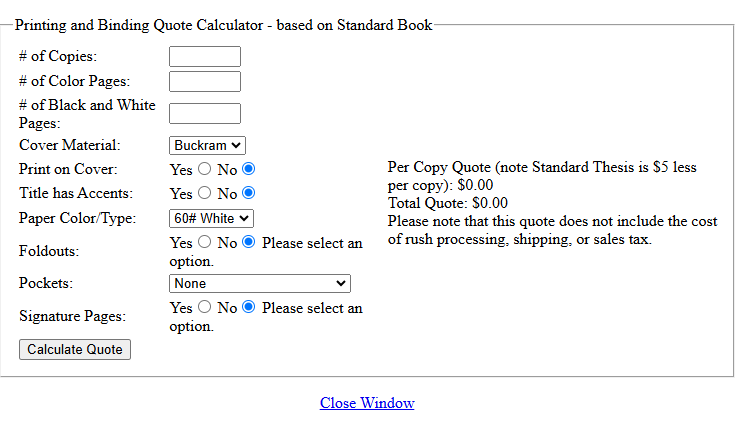 Printing and Binding Quote Calculator - based on Standard Book
# of Copies:
# of Color Pages:
# of Black and White
Pages:
Cover Material: Buckram
Print on Cover: Yes No
Title has Accents: Yes No
Paper Color/Type: 60# White
Foldouts: Yes No Please select an
option.
Pockets: None
Signature Pages: Yes No Please select an
option.
Calculate Quote
Per Copy Quote (note Standard Thesis is $5 less
per copy): $0.00
Total Quote: $0.00
Please note that this quote does not include the cost
of rush processing, shipping, or sales tax.
Close Window